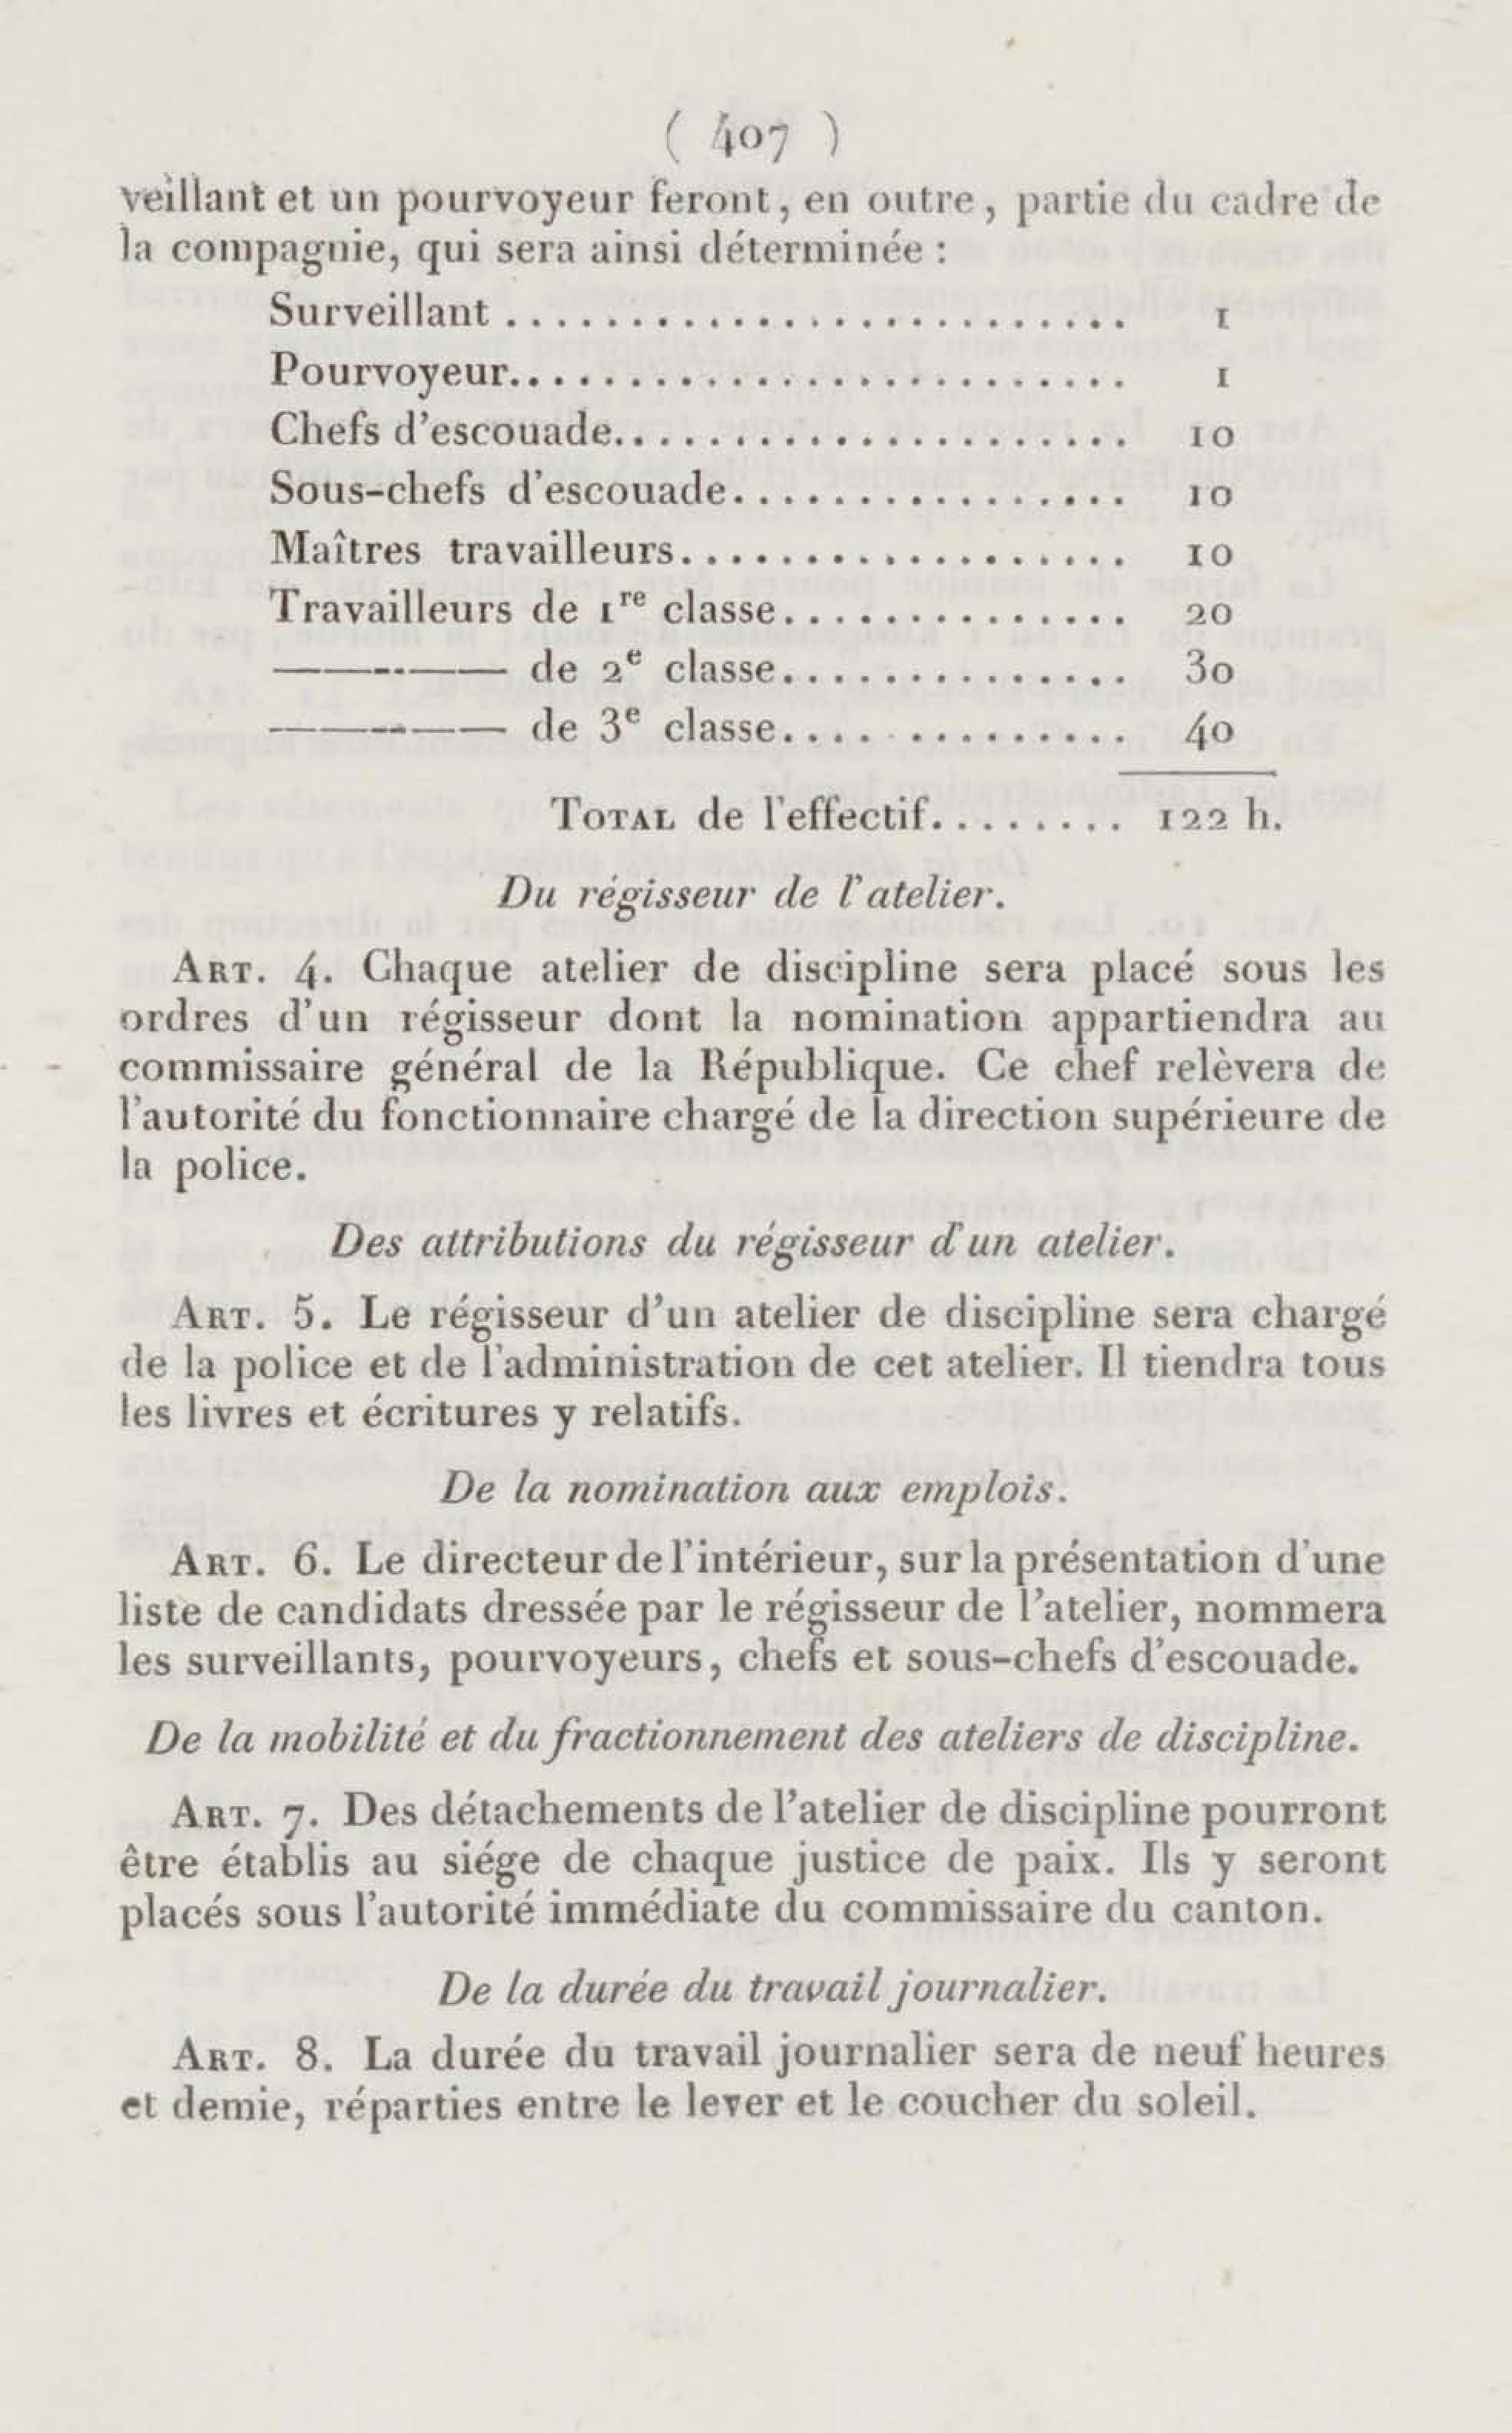 ( 407 )
veillant et un pourvoyeur feront, en outre, partie du cadre de
la compagnie, qui sera ainsi déterminée :
Surveillant ......................... 1
Pourvoyeur......................... 1
Chefs d'escouade..................... 10
Sous-chefs d'escouade................ 10
Maîtres travailleurs.................. 10
Travailleurs de 1re classe.............. 20
———— de 2e classe.............. 30
———— de 3e classe.............. 40
TOTAL de l'effectif........ 122 h.
Du régisseur de l'atelier.
ART. 4. Chaque atelier de discipline sera placé sous les
ordres d'un régisseur dont la nomination appartiendra au
commissaire général de la République. Ce chef relèvera de
l'autorité du fonctionnaire chargé de la direction supérieure de
la police.
Des attributions du régisseur d'un atelier.
ART. 5. Le régisseur d'un atelier de discipline sera chargé
de la police et de l'administration de cet atelier. Il tiendra tous
les livres et écritures y relatifs.
De la nomination aux emplois.
ART. 6. Le directeur de l'intérieur, sur la présentation d'une
liste de candidats dressée par le régisseur de l'atelier, nommera
les surveillants, pourvoyeurs, chefs et sous-chefs d'escouade.
De la mobilité et du fractionnement des ateliers de discipline.
ART. 7. Des détachements de l'atelier de discipline pourront
être établis au siége de chaque justice de paix. Ils y seront
placés sous l'autorité immédiate du commissaire du canton.
De la durée du travail journalier.
ART. 8. La durée du travail journalier sera de neuf heures
et demie, réparties entre le lever et le coucher du soleil.